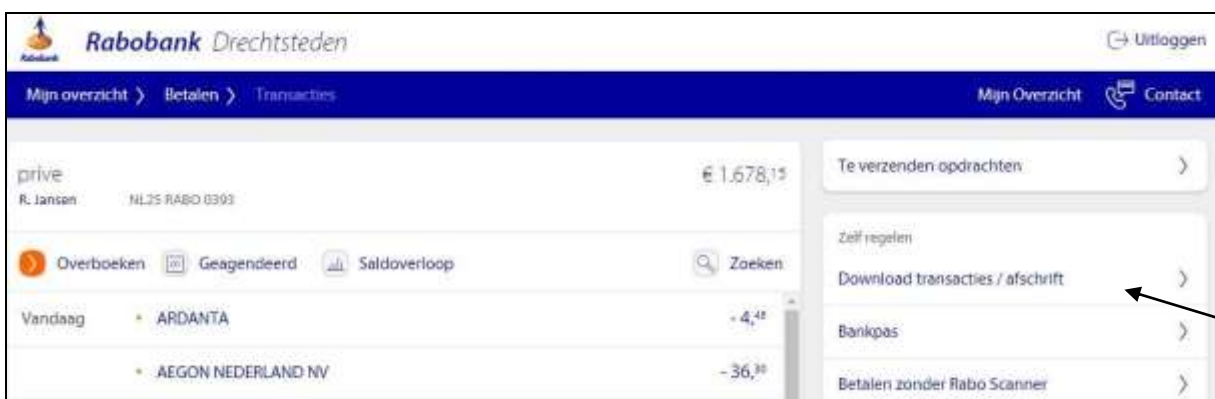 Rabobank Rabobank Drechtsteden Uitloggen
Mijn overzicht Betalen Transacties Mijn Overzicht Contact
prive € 1.678,15
R. Jansen NL25 RABO 0393
Overboeken Geagendeerd Saldoverloop Zoeken
Vandaag ARDANTA - 4,48
AEGON NEDERLAND NV - 36,30
Te verzenden opdrachten
Zelf regelen
Download transacties / afschrift
Bankpas
Betalen zonder Rabo Scanner